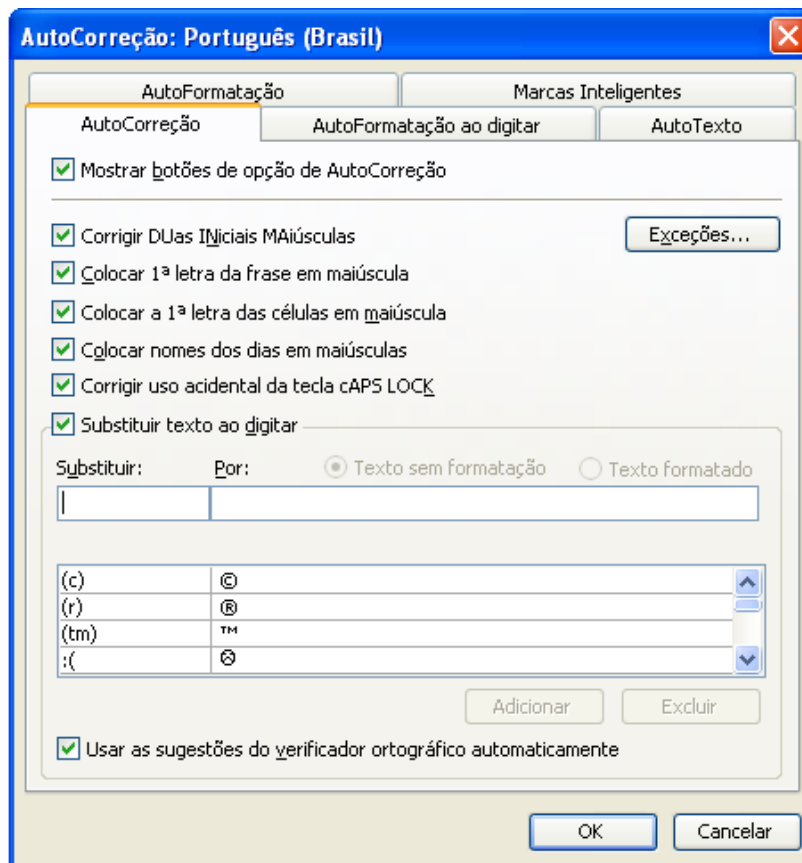 AutoCorreção: Português (Brasil)
AutoFormatação Marcas Inteligentes
AutoCorreção AutoFormatação ao digitar AutoTexto
Mostrar botões de opção de AutoCorreção
Corrigir DUas INiciais MAiúsculas Exceções...
Colocar 1ª letra da frase em maiúscula
Colocar a 1ª letra das células em maiúscula
Colocar nomes dos dias em maiúsculas
Corrigir uso acidental da tecla cAPS LOCK
Substituir texto ao digitar
Substituir: Por: Texto sem formatação Texto formatado
(c) ©
(r) ®
(tm) ™
:( ☹
Adicionar Excluir
Usar as sugestões do verificador ortográfico automaticamente
OK Cancelar